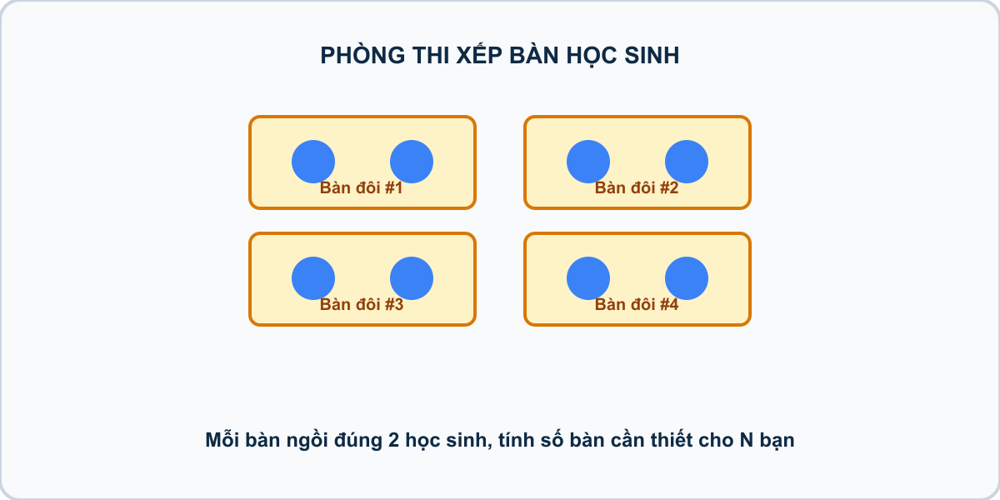 PHÒNG THI XẾP BÀN HỌC SINH
Bàn đôi #1
Bàn đôi #2
Bàn đôi #3
Bàn đôi #4
Mỗi bàn ngồi đúng 2 học sinh, tính số bàn cần thiết cho N bạn